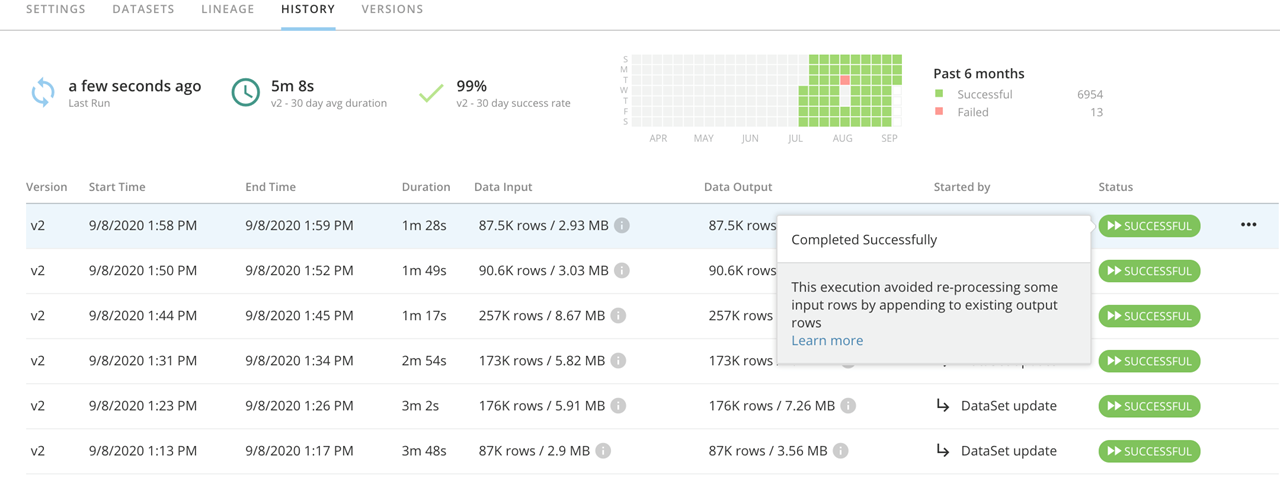 SETTINGS DATASETS LINEAGE HISTORY VERSIONS
a few seconds ago
Last Run
5m 8s
v2 - 30 day avg duration
99%
v2 - 30 day success rate
S
M
T
W
T
F
S
APR MAY JUN JUL AUG SEP
Past 6 months
Successful 6954
Failed 13
Version Start Time End Time Duration Data Input Data Output Started by Status
v2 9/8/2020 1:58 PM 9/8/2020 1:59 PM 1m 28s 87.5K rows / 2.93 MB 87.5K rows SUCCESSFUL
v2 9/8/2020 1:50 PM 9/8/2020 1:52 PM 1m 49s 90.6K rows / 3.03 MB 90.6K rows SUCCESSFUL
v2 9/8/2020 1:44 PM 9/8/2020 1:45 PM 1m 17s 257K rows / 8.67 MB 257K rows SUCCESSFUL
v2 9/8/2020 1:31 PM 9/8/2020 1:34 PM 2m 54s 173K rows / 5.82 MB 173K rows SUCCESSFUL
v2 9/8/2020 1:23 PM 9/8/2020 1:26 PM 3m 2s 176K rows / 5.91 MB 176K rows / 7.26 MB DataSet update SUCCESSFUL
v2 9/8/2020 1:13 PM 9/8/2020 1:17 PM 3m 48s 87K rows / 2.9 MB 87K rows / 3.56 MB DataSet update SUCCESSFUL
Completed Successfully
This execution avoided re-processing some
input rows by appending to existing output
rows
Learn more